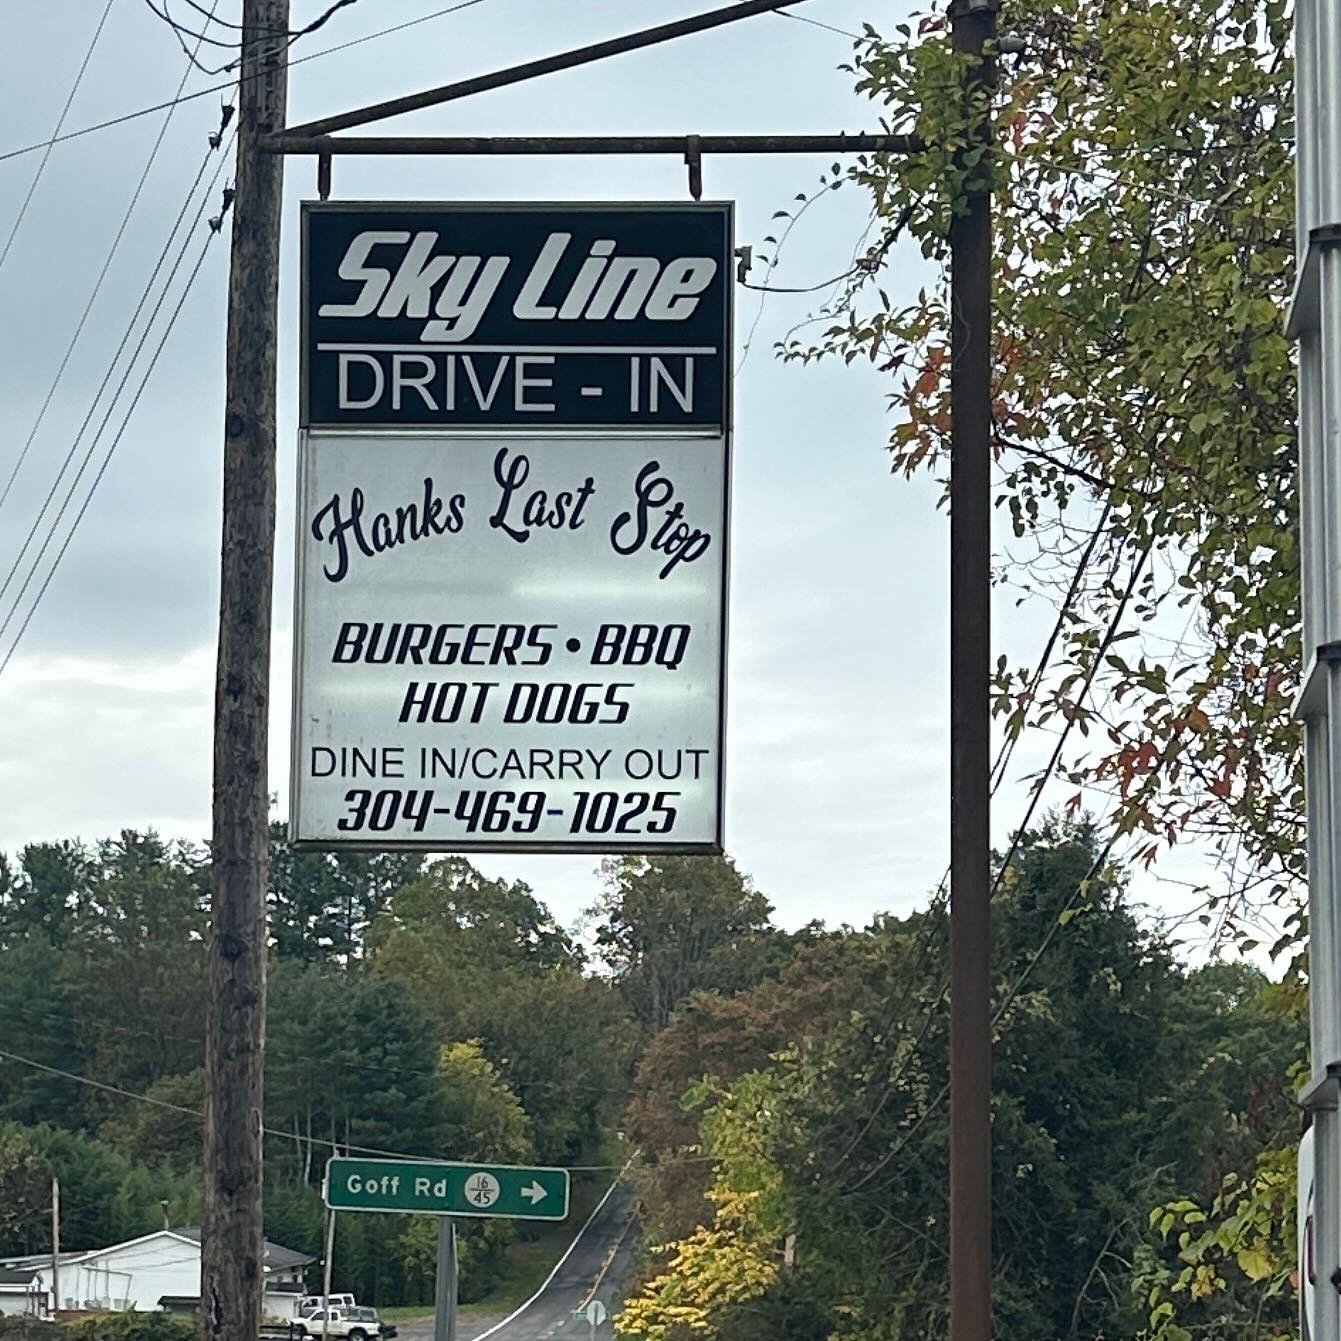 Sky Line
DRIVE - IN
Hanks Last Stop
BURGERS • BBQ
HOT DOGS
DINE IN/CARRY OUT
304-469-1025
Goff Rd 16/45 →